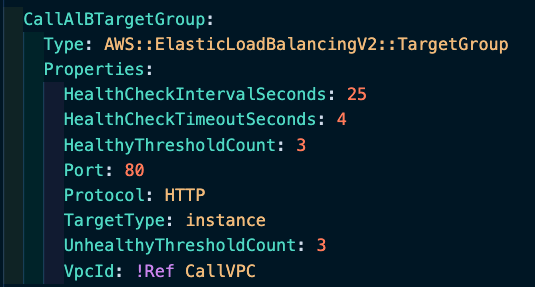 CallAlBTargetGroup:
Type: AWS::ElasticLoadBalancingV2::TargetGroup
Properties:
HealthCheckIntervalSeconds: 25
HealthCheckTimeoutSeconds: 4
HealthyThresholdCount: 3
Port: 80
Protocol: HTTP
TargetType: instance
UnhealthyThresholdCount: 3
VpcId: !Ref CallVPC